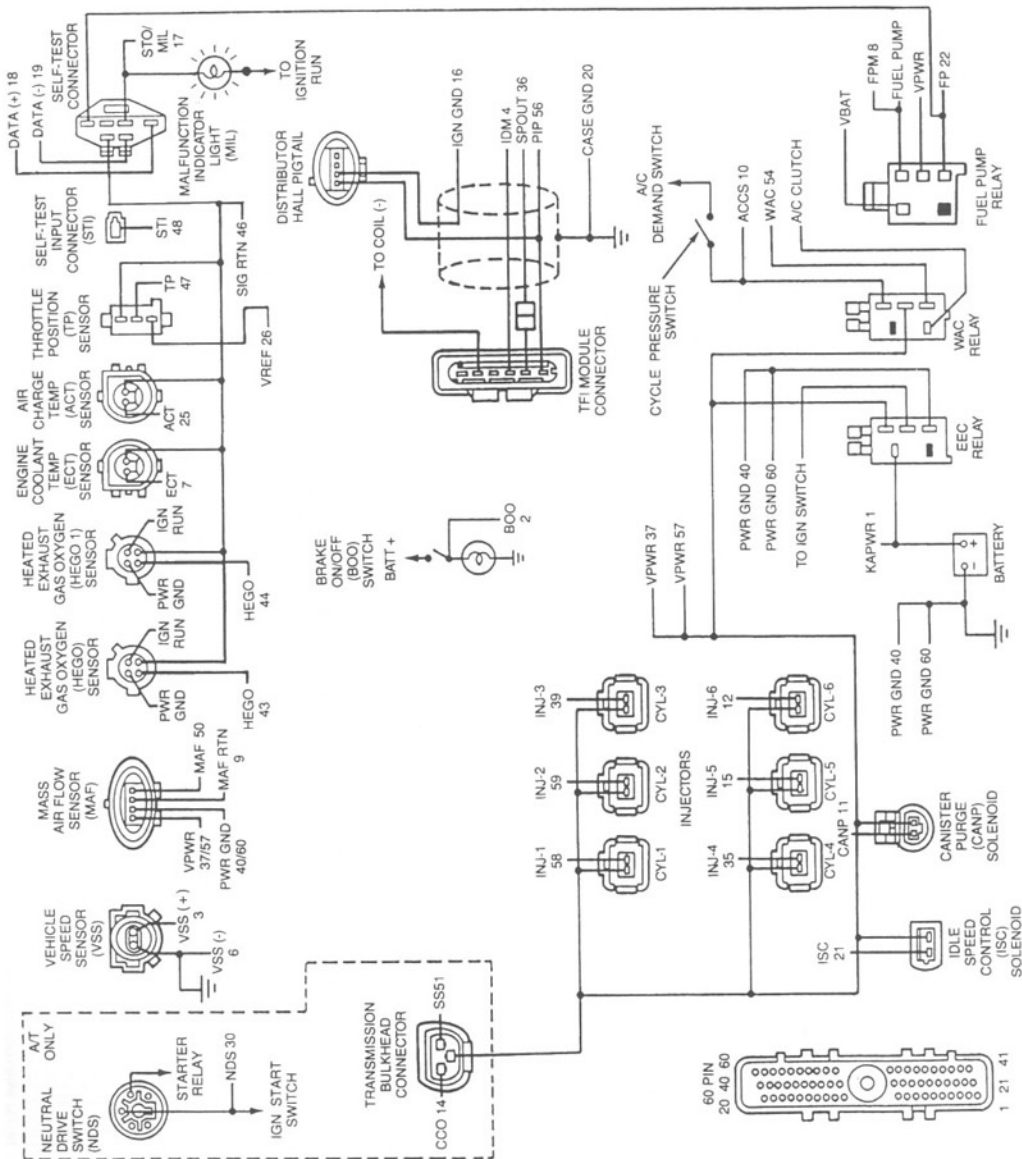 NEUTRAL
DRIVE
SWITCH
(NDS)
A/T
ONLY
STARTER
RELAY
NDS 30
IGN START
SWITCH
VEHICLE
SPEED
SENSOR
(VSS)
VSS (+)
3
VSS (-)
6
MASS
AIR FLOW
SENSOR
(MAF)
MAF 50
MAF RTN
9
VPWR
37/57
PWR GND
40/60
HEATED
EXHAUST
GAS OXYGEN
(HEGO)
SENSOR
IGN
RUN
PWR
GND
HEGO
43
HEATED
EXHAUST
GAS OXYGEN
(HEGO 1)
SENSOR
IGN
RUN
PWR
GND
HEGO
44
ENGINE
COOLANT
TEMP
(ECT)
SENSOR
ECT
7
AIR
CHARGE
TEMP
(ACT)
SENSOR
ACT
25
THROTTLE
POSITION
(TP)
SENSOR
TP
47
VREF 26
SIG RTN 46
SELF-TEST
INPUT
CONNECTOR
(STI)
STI
48
DATA (+) 18
DATA (-) 19
SELF-TEST
CONNECTOR
STO/
MIL
17
MALFUNCTION
INDICATOR
LIGHT
(MIL)
TO
IGNITION
RUN
TRANSMISSION
BULKHEAD
CONNECTOR
CCO 14
SS51
BRAKE
ON/OFF
(BOO)
SWITCH
BATT +
BOO
2
DISTRIBUTOR
HALL PIGTAIL
TO COIL (-)
IGN GND 16
IDM 4
SPOUT 36
PIP 56
CASE GND 20
TFI MODULE
CONNECTOR
INJ-1
58
CYL-1
INJ-2
59
CYL-2
INJ-3
39
CYL-3
INJECTORS
INJ-4
35
CYL-4
INJ-5
15
CYL-5
INJ-6
12
CYL-6
VPWR 37
VPWR 57
CYCLE PRESSURE
SWITCH
A/C
DEMAND SWITCH
ACCS 10
WAC 54
A/C CLUTCH
WAC
RELAY
PWR GND 40
PWR GND 60
TO IGN SWITCH
EEC
RELAY
KAPWR 1
BATTERY
PWR GND 40
PWR GND 60
VBAT
FPM 8
FUEL PUMP
VPWR
FP 22
FUEL PUMP
RELAY
60 PIN
20 40 60
1 21 41
ISC
21
IDLE
SPEED
CONTROL
(ISC)
SOLENOID
CANP 11
CANISTER
PURGE
(CANP)
SOLENOID